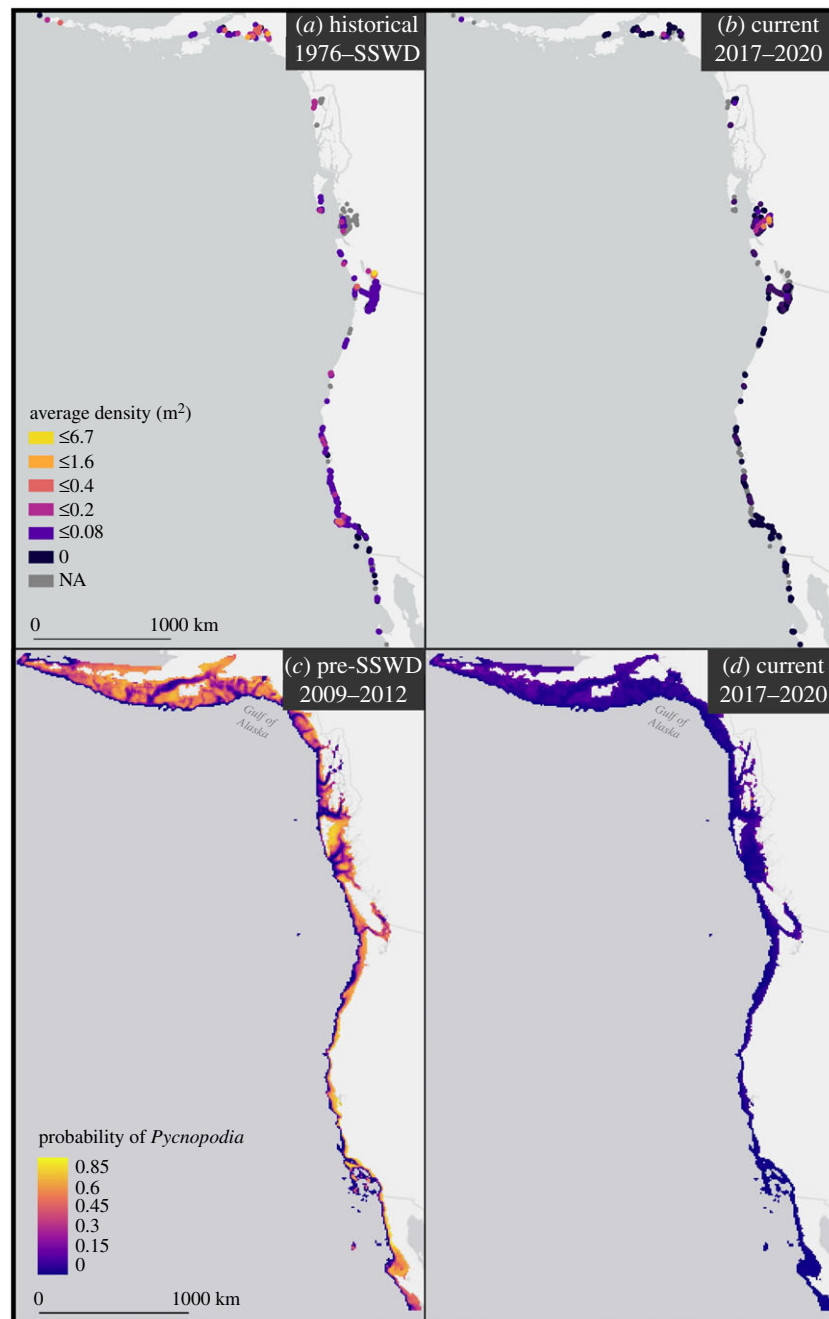 (a) historical
1976–SSWD
(b) current
2017–2020
average density (m²)
≤6.7
≤1.6
≤0.4
≤0.2
≤0.08
0
NA
0 1000 km
(c) pre-SSWD
2009–2012
Gulf of
Alaska
(d) current
2017–2020
Gulf of
Alaska
probability of Pycnopodia
0.85
0.6
0.45
0.3
0.15
0
0 1000 km